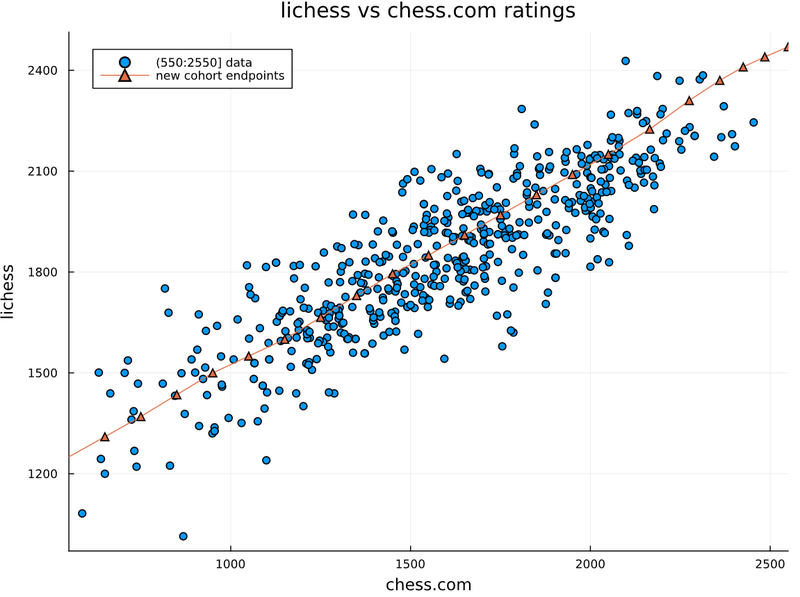 lichess vs chess.com ratings
(550:2550] data
new cohort endpoints
2400
2100
1800
1500
1200
lichess
1000
1500
2000
2500
chess.com